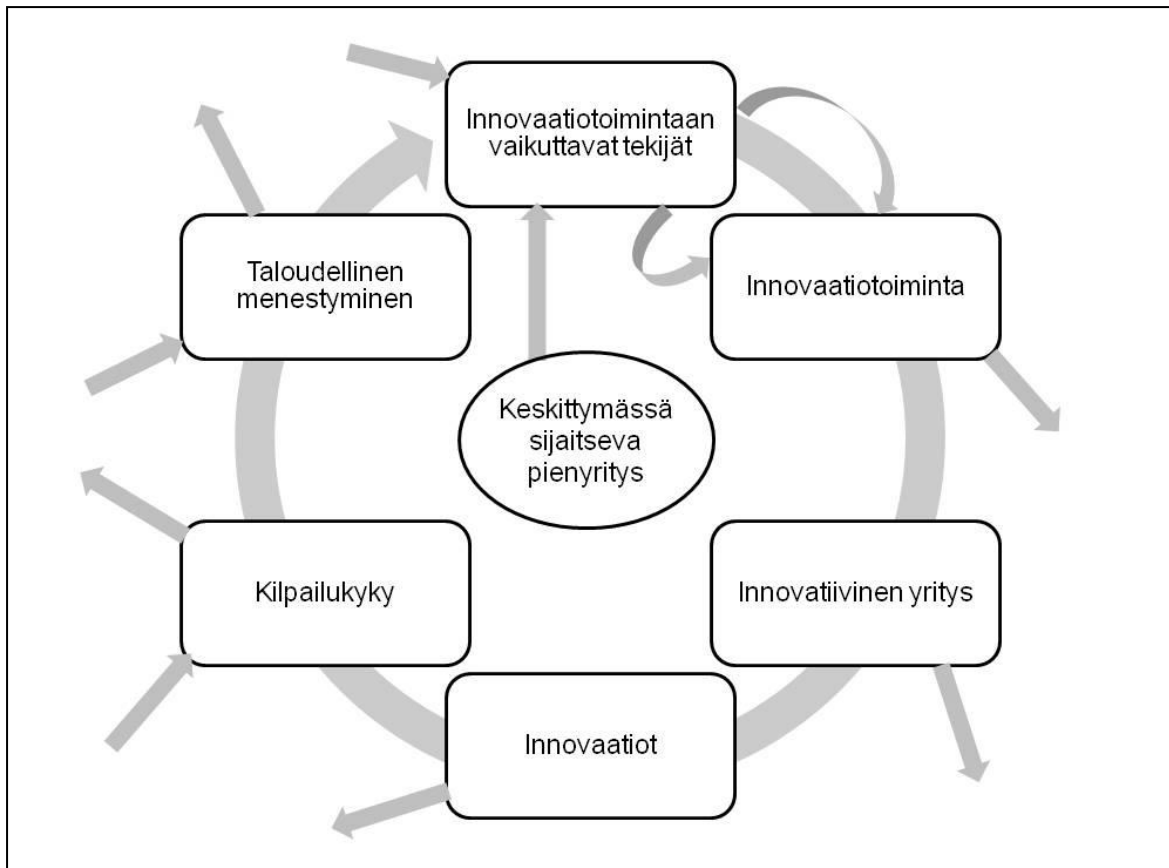 Innovaatiotoimintaan
vaikuttavat tekijät
Taloudellinen
menestyminen
Innovaatiotoiminta
Keskittymässä
sijaitseva
pienyritys
Kilpailukyky
Innovatiivinen yritys
Innovaatiot